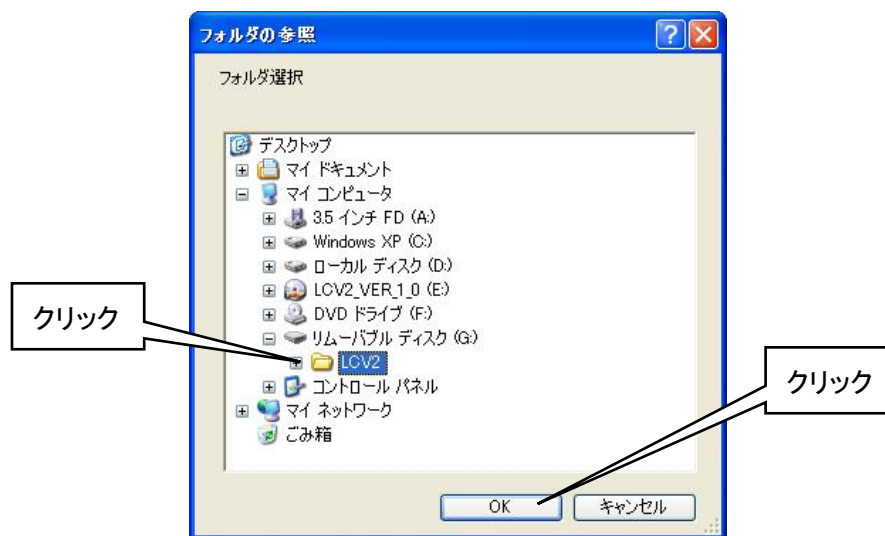 フォルダの参照
フォルダ選択
デスクトップ
マイ ドキュメント
マイ コンピュータ
3.5 インチ FD (A:)
Windows XP (C:)
ローカル ディスク (D:)
LCV2_VER_1_0 (E:)
DVD ドライブ (F:)
リムーバブル ディスク (G:)
クリック
LCV2
コントロール パネル
クリック
マイ ネットワーク
ごみ箱
OK
キャンセル